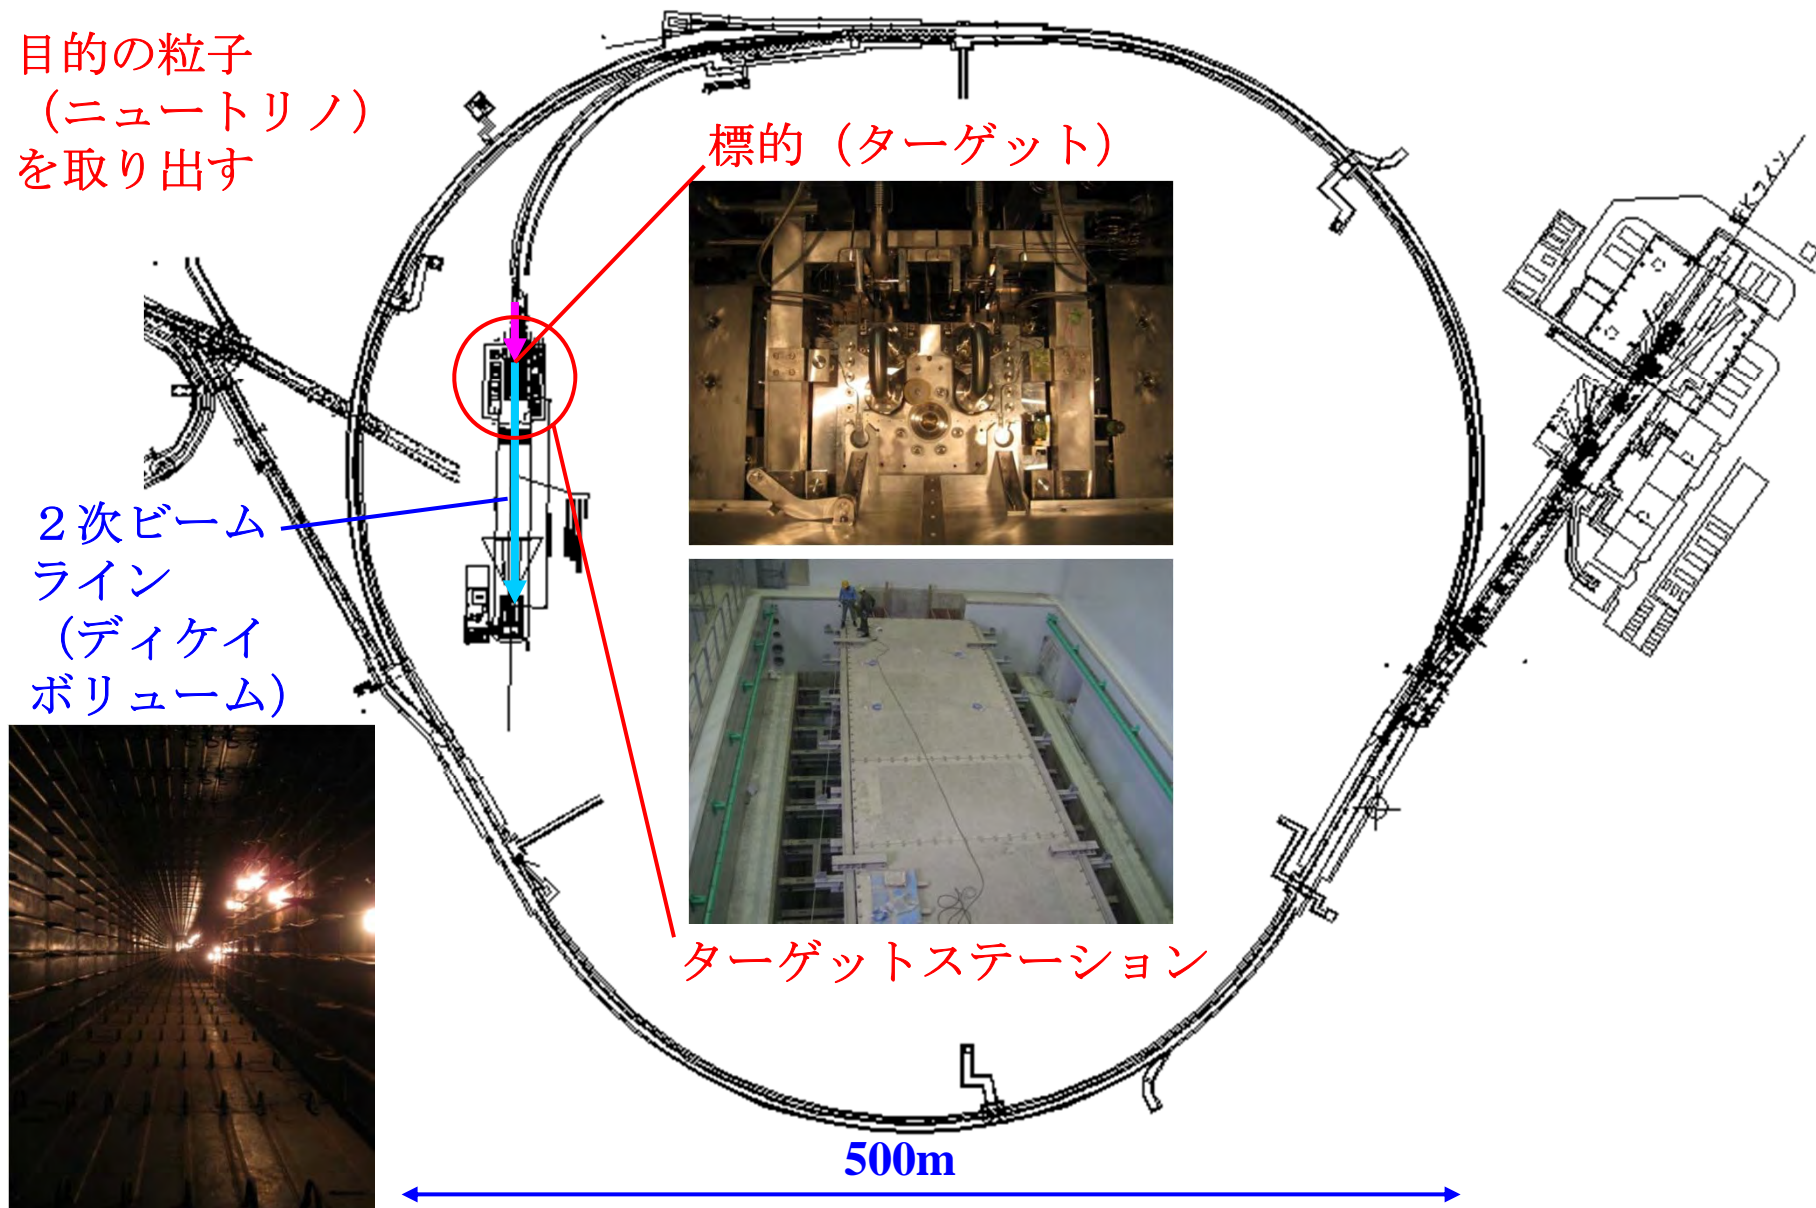 目的の粒子
（ニュートリノ）
を取り出す
標的（ターゲット）
２次ビーム
ライン
（ディケイ
ボリューム）
ターゲットステーション
500m